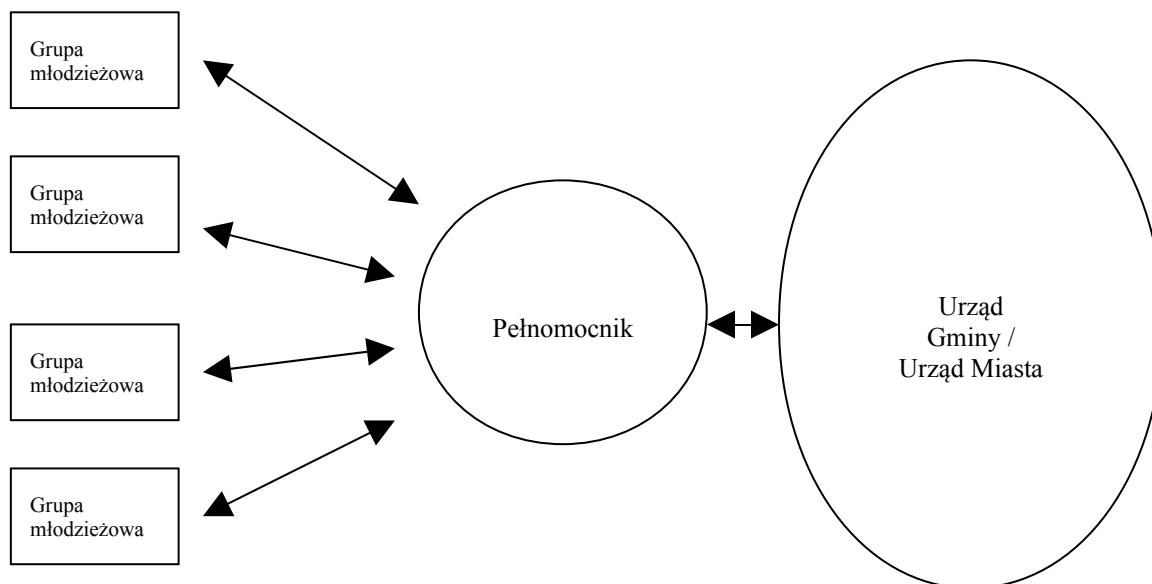 Grupa
młodzieżowa
Grupa
młodzieżowa
Grupa
młodzieżowa
Grupa
młodzieżowa
Pełnomocnik
Urząd
Gminy /
Urząd Miasta